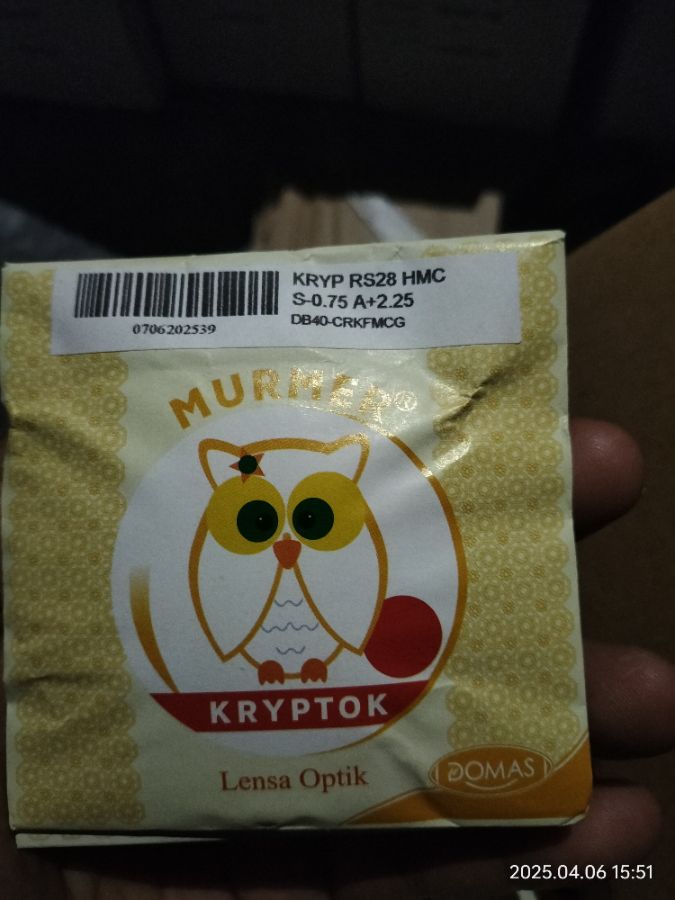 KRYP RS28 HMC
S-0.75 A+2.25
DB40-CRKFMCG
0706202539
MURMER®
KRYPTOK
Lensa Optik
DOMAS
2025.04.06 15:51